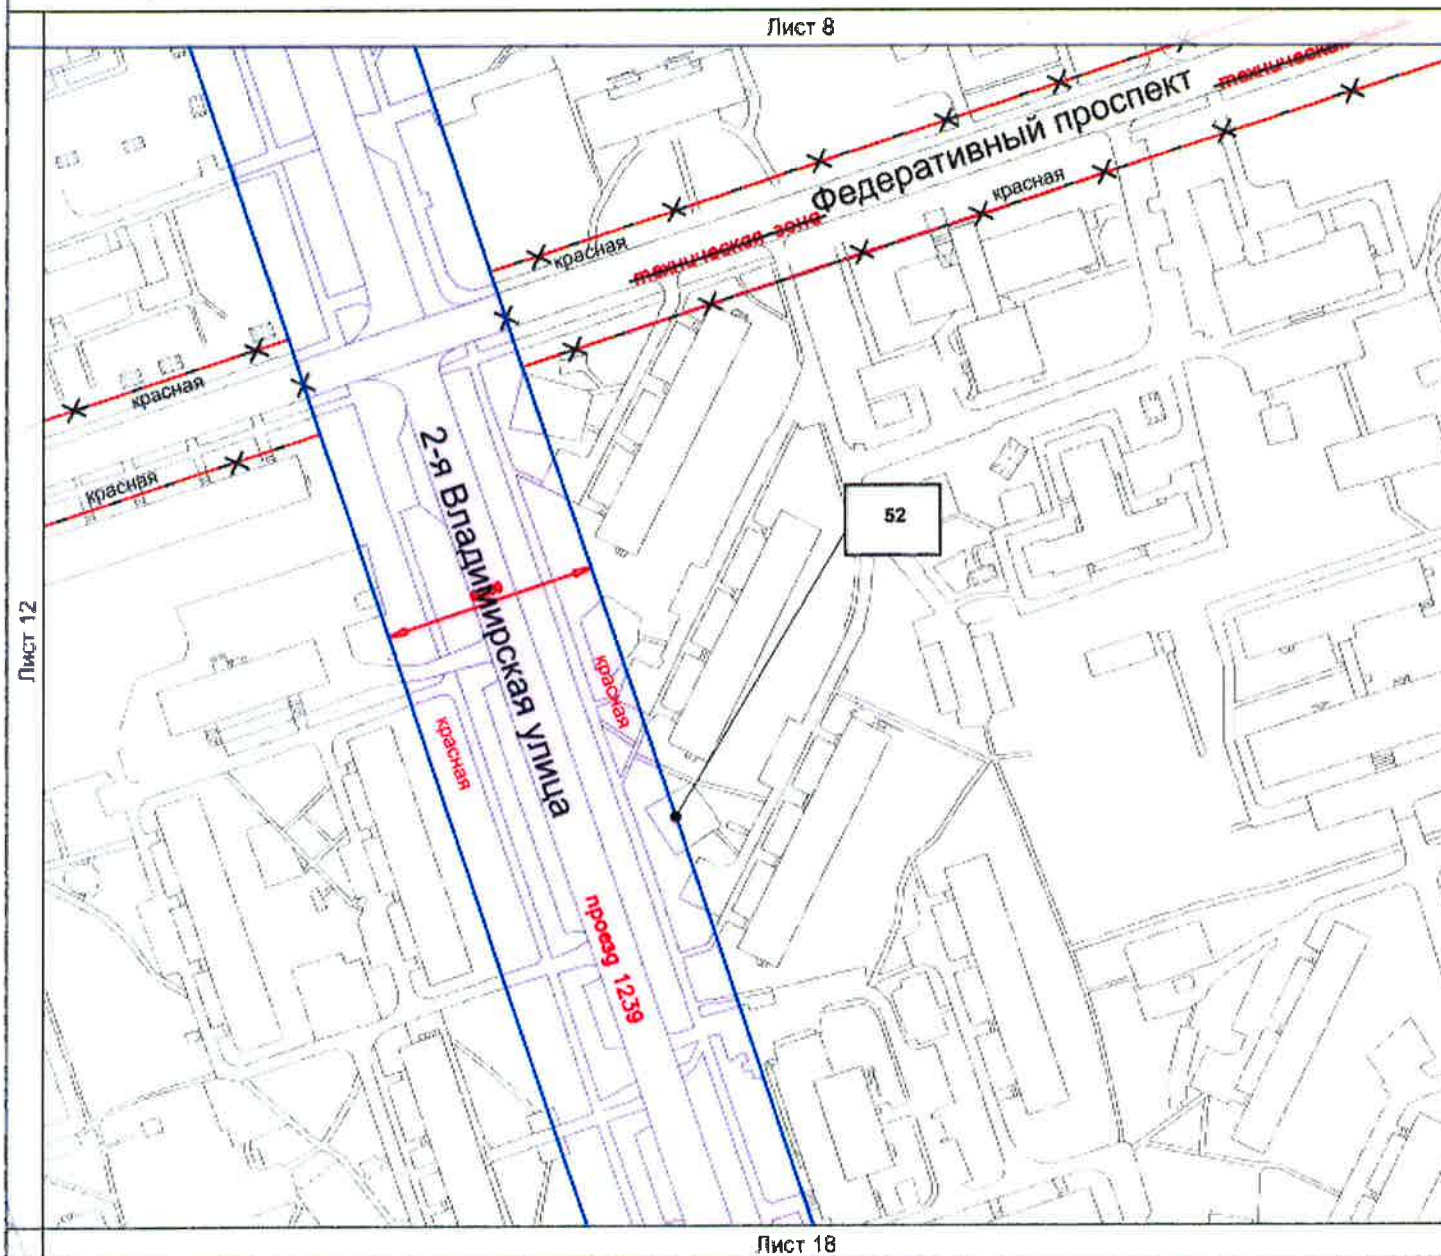 Лист 8
Федеративный проспект
техническая
красная
красная
техническая зона
красная
красная
2-я Владимирская улица
52
Лист 12
красная
красная
проезд 1239
Лист 18